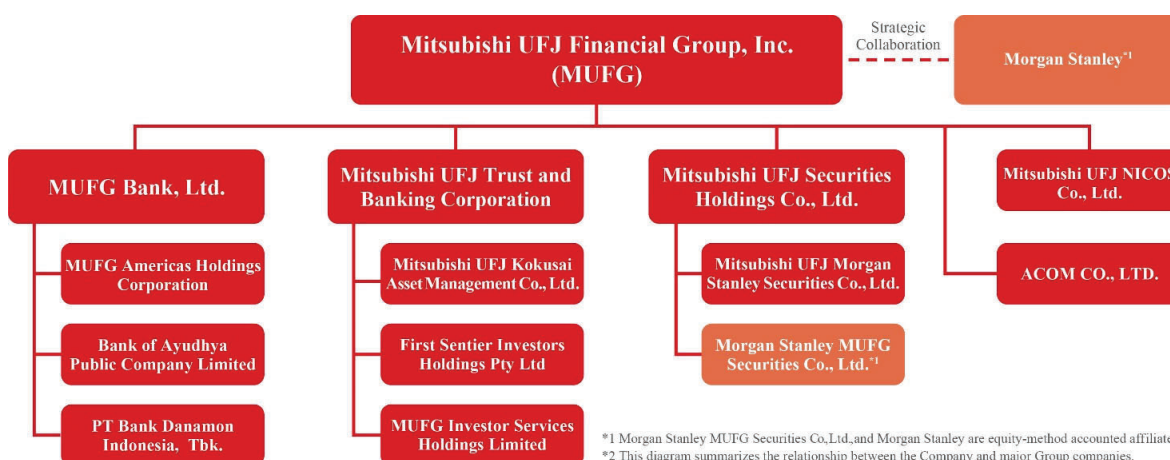 Mitsubishi UFJ Financial Group, Inc.
(MUFG)
Strategic
Collaboration
Morgan Stanley*1
MUFG Bank, Ltd.
Mitsubishi UFJ Trust and
Banking Corporation
Mitsubishi UFJ Securities
Holdings Co., Ltd.
Mitsubishi UFJ NICOS
Co., Ltd.
MUFG Americas Holdings
Corporation
Mitsubishi UFJ Kokusai
Asset Management Co., Ltd.
Mitsubishi UFJ Morgan
Stanley Securities Co., Ltd.
ACOM CO., LTD.
Bank of Ayudhya
Public Company Limited
First Sentier Investors
Holdings Pty Ltd
Morgan Stanley MUFG
Securities Co., Ltd.*1
PT Bank Danamon
Indonesia, Tbk.
MUFG Investor Services
Holdings Limited
*1 Morgan Stanley MUFG Securities Co,Ltd.,and Morgan Stanley are equity-method accounted affiliate
*2 This diagram summarizes the relationship between the Company and major Group companies.